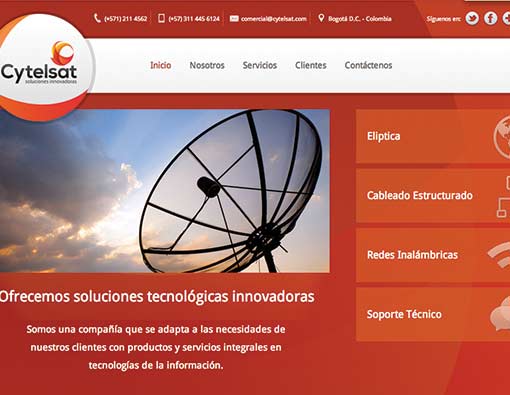 (+571) 211 4562
(+57) 311 445 6124
comercial@cytelsat.com
Bogotá D.C. - Colombia
Síguenos en:
Cytelsat
soluciones innovadoras
Inicio
Nosotros
Servicios
Clientes
Contáctenos
Eliptica
Cableado Estructurado
Redes Inalámbricas
Soporte Técnico
Ofrecemos soluciones tecnológicas innovadoras
Somos una compañía que se adapta a las necesidades de
nuestros clientes con productos y servicios integrales en
tecnologías de la información.